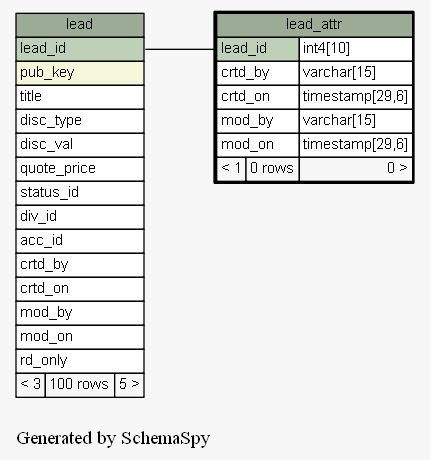 lead
lead_id
pub_key
title
disc_type
disc_val
quote_price
status_id
div_id
acc_id
crtd_by
crtd_on
mod_by
mod_on
rd_only
< 3 100 rows 5 >
lead_attr
lead_id int4[10]
crtd_by varchar[15]
crtd_on timestamp[29,6]
mod_by varchar[15]
mod_on timestamp[29,6]
< 1 0 rows 0 >
Generated by SchemaSpy